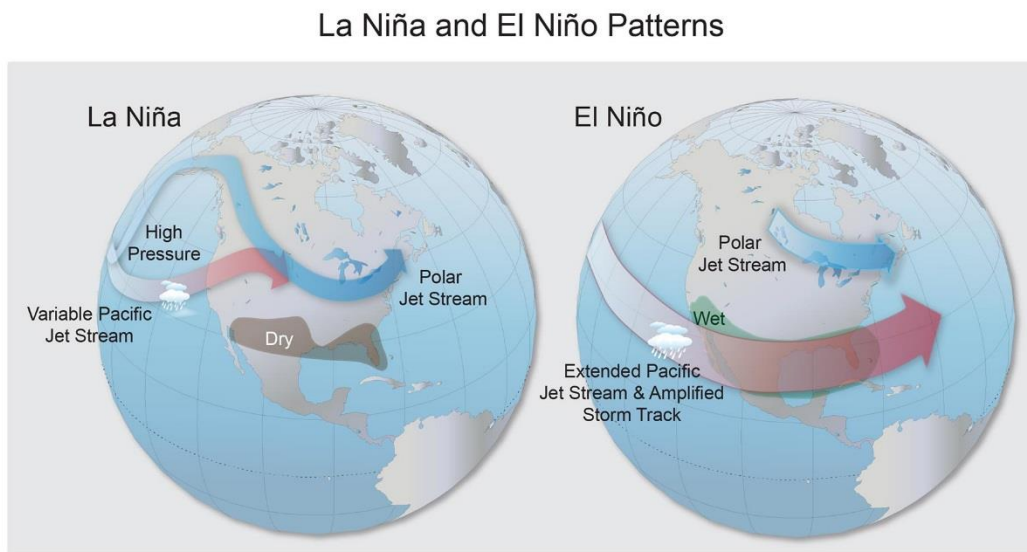 La Niña and El Niño Patterns
La Niña
High
Pressure
Variable Pacific
Jet Stream
Polar
Jet Stream
Dry
El Niño
Polar
Jet Stream
Wet
Extended Pacific
Jet Stream & Amplified
Storm Track